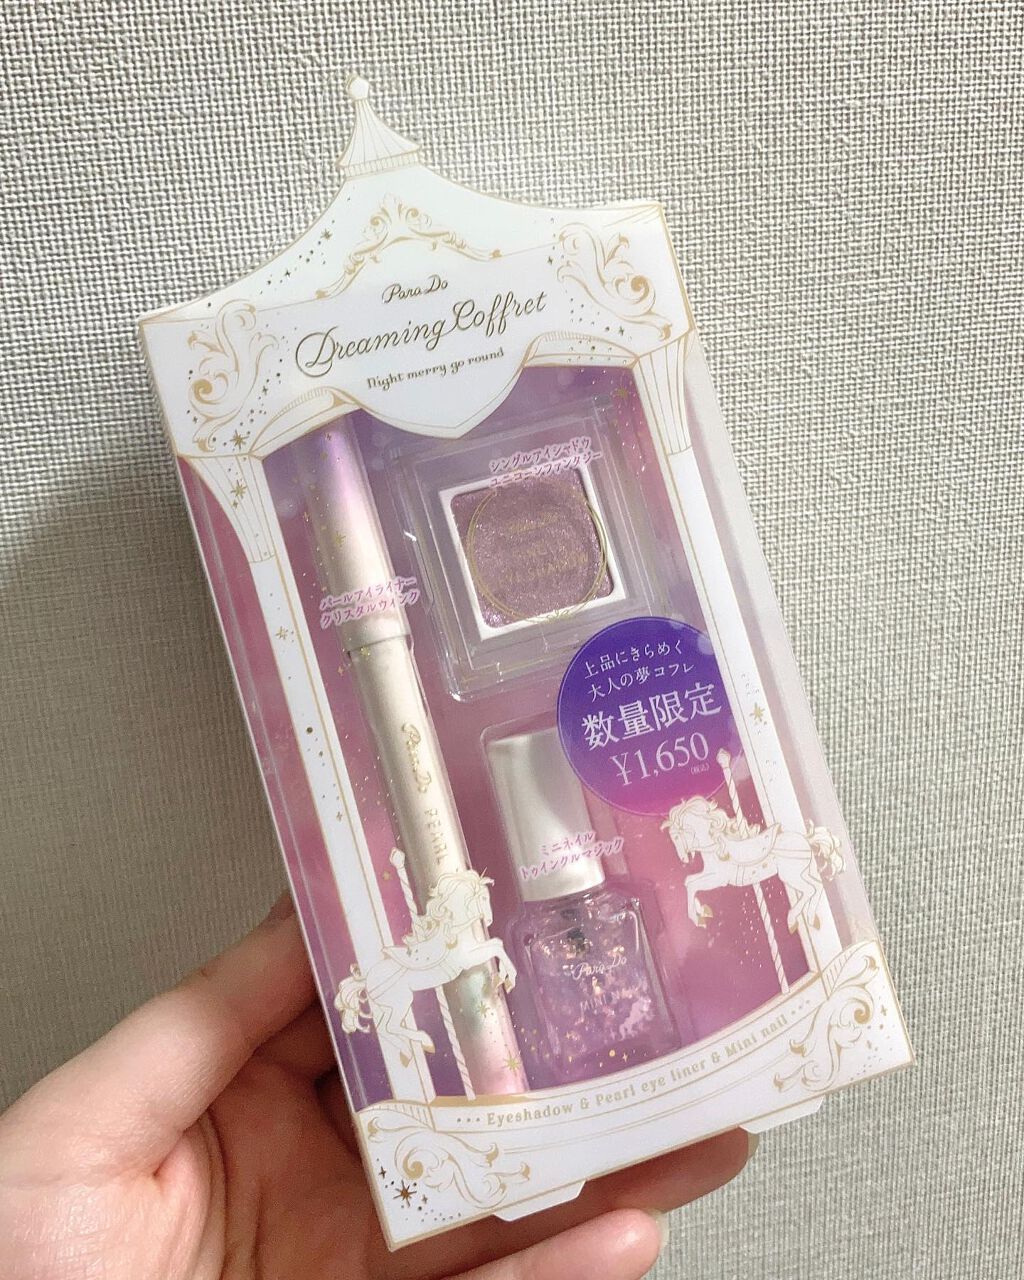 Para Do
Dreaming Coffret
Night merry go round
シングルアイシャドウ
ユニコーンファンタジー
パールアイライナー
クリスタルウィンク
上品にきらめく
大人の夢コフレ
数量限定
¥1,650
(税込)
Para Do PEARL
ミニネイル
トゥインクルマジック
Para Do
MINI
Eyeshadow & Pearl eye liner & Mini nail